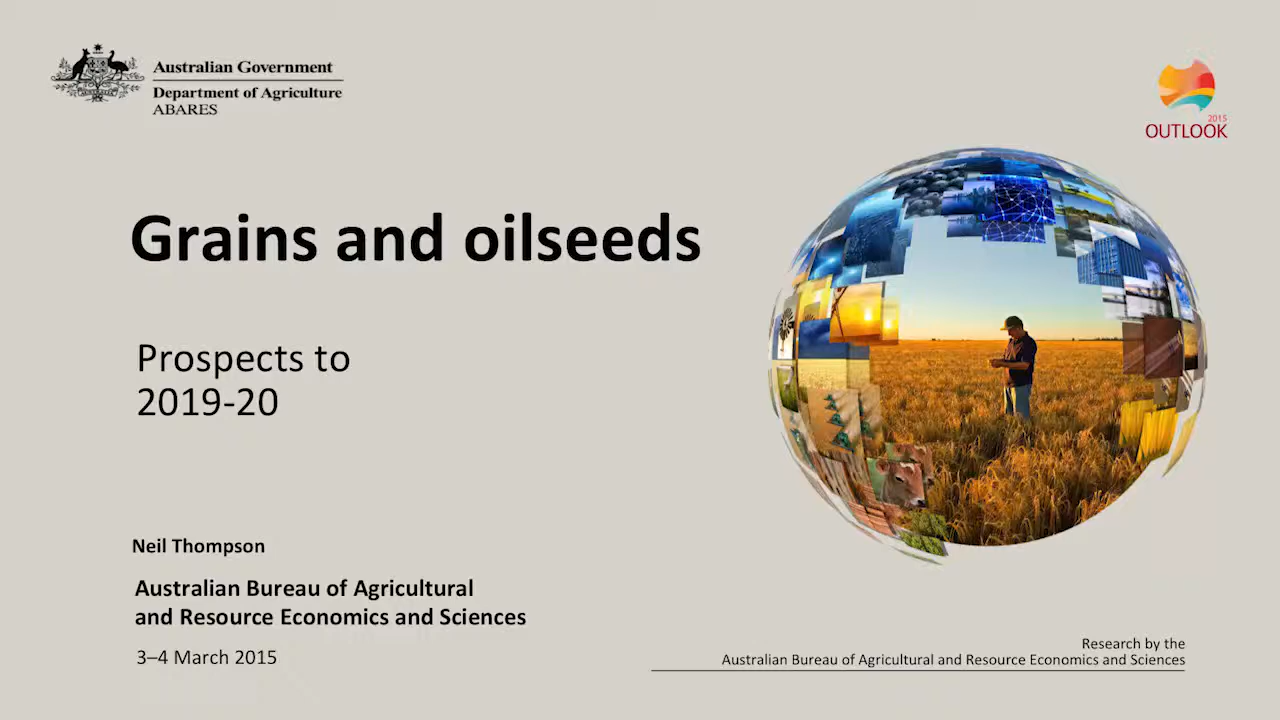 Australian Government
Department of Agriculture
ABARES
2015
OUTLOOK
Grains and oilseeds
Prospects to
2019-20
Neil Thompson
Australian Bureau of Agricultural
and Resource Economics and Sciences
3–4 March 2015
Research by the
Australian Bureau of Agricultural and Resource Economics and Sciences